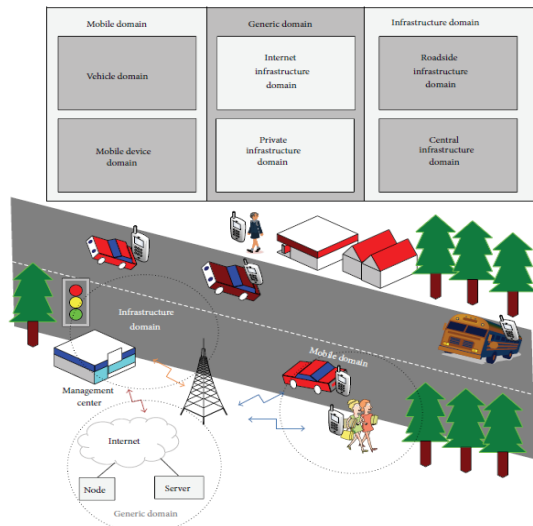 Mobile domain
Generic domain
Infrastructure domain
Vehicle domain
Internet
infrastructure
domain
Roadside
infrastructure
domain
Mobile device
domain
Private
infrastructure
domain
Central
infrastructure
domain
Infrastructure
domain
Mobile domain
Management
center
Internet
Node
Server
Generic domain